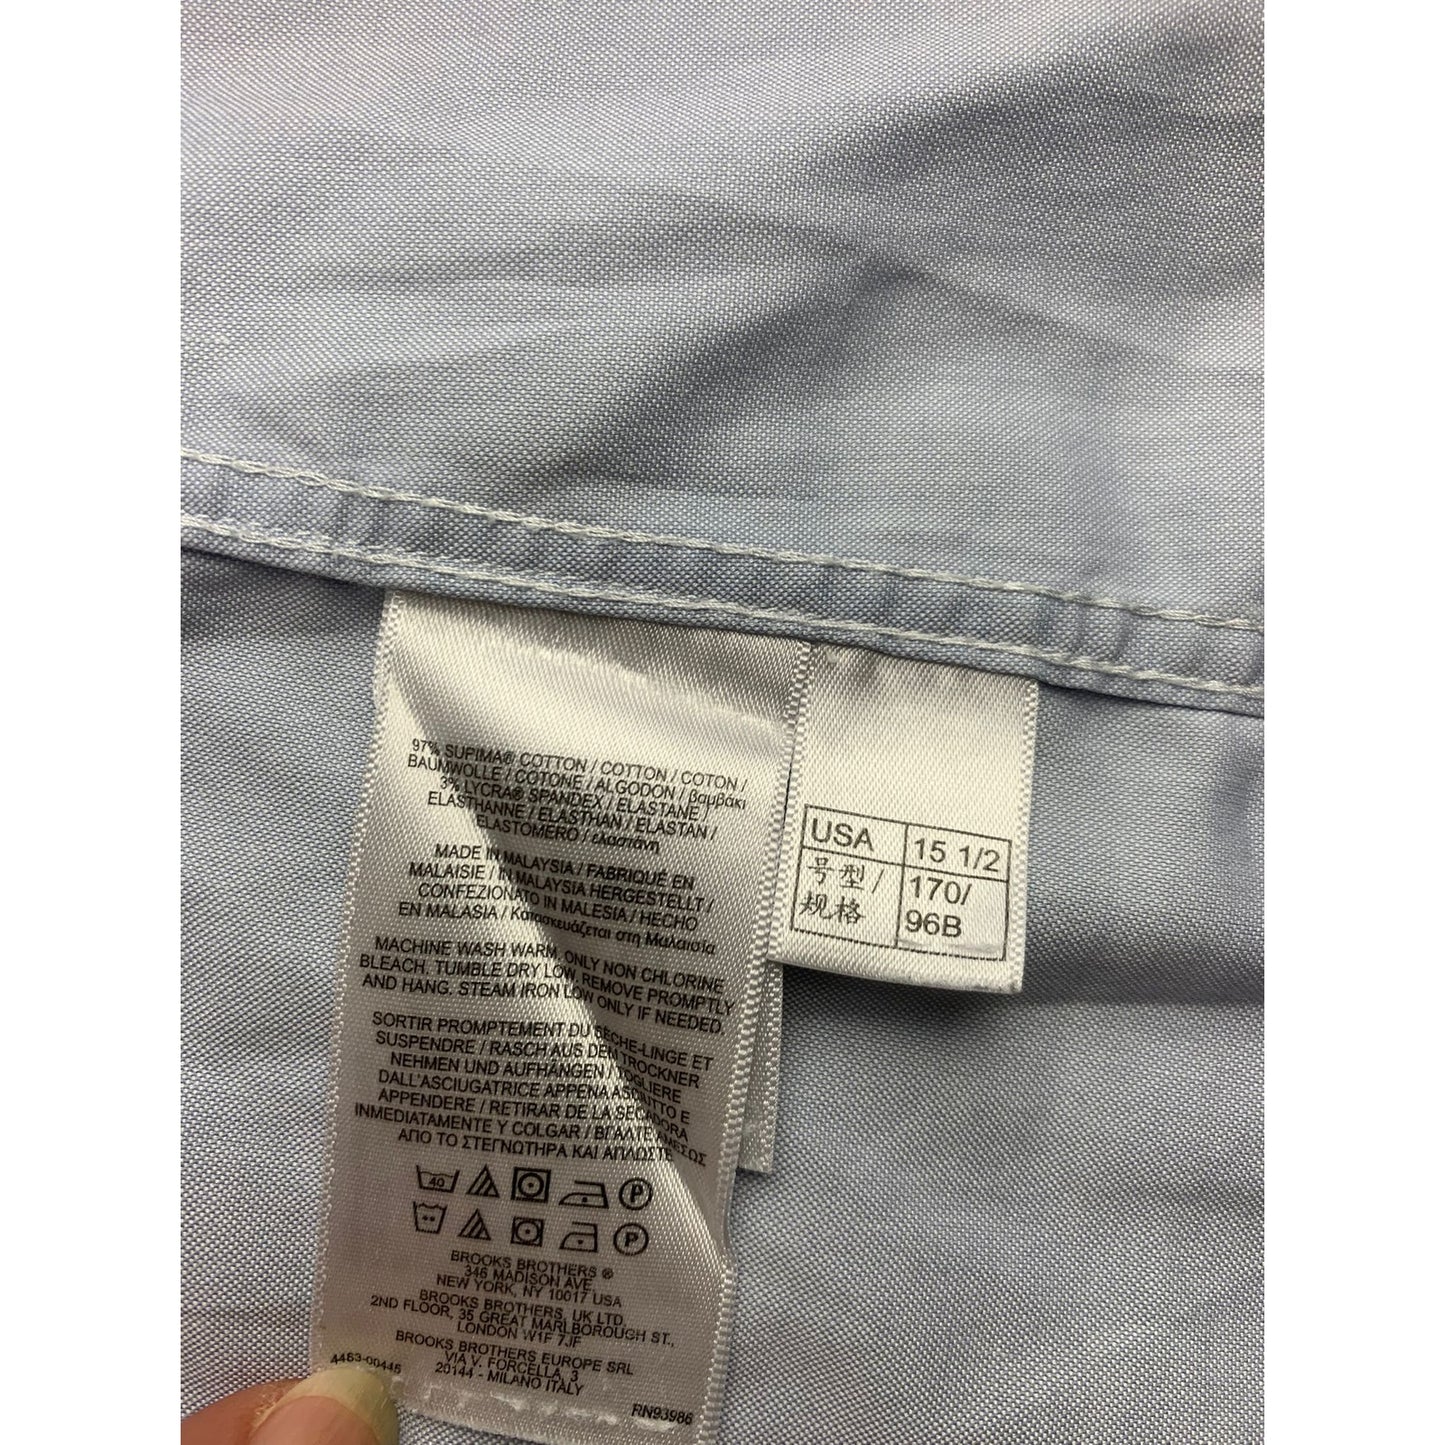 97% SUPIMA® COTTON / COTTON / COTON /
BAUMWOLLE / COTONE / ALGODON / βαμβάκι
3% LYCRA® SPANDEX / ELASTANE /
ELASTHANNE / ELASTHAN / ELASTAN /
ELASTOMERO / ελαστάνη
MADE IN MALAYSIA / FABRIQUÉ EN
MALAISIE / IN MALAYSIA HERGESTELLT /
CONFEZIONATO IN MALESIA / HECHO
EN MALASIA / Κατασκευάζεται στη Μαλαισία
MACHINE WASH WARM, ONLY NON CHLORINE
BLEACH. TUMBLE DRY LOW, REMOVE PROMPTLY
AND HANG. STEAM IRON LOW ONLY IF NEEDED.
SORTIR PROMPTEMENT DU SÈCHE-LINGE ET
SUSPENDRE / RASCH AUS DEM TROCKNER
NEHMEN UND AUFHÄNGEN / TOGLIERE
DALL'ASCIUGATRICE APPENA ASCIUTTO E
APPENDERE / RETIRAR DE LA SECADORA
INMEDIATAMENTE Y COLGAR / ΒΓΑΛΤΕ ΑΜΕΣΩΣ
ΑΠΟ ΤΟ ΣΤΕΓΝΩΤΗΡΑ ΚΑΙ ΑΠΛΩΣΤΕ
40 P
P
BROOKS BROTHERS ®
346 MADISON AVE.
NEW YORK, NY 10017 USA
BROOKS BROTHERS, UK LTD.
2ND FLOOR, 35 GREAT MARLBOROUGH ST.,
LONDON W1F 7JF
BROOKS BROTHERS EUROPE SRL
VIA V. FORCELLA, 3
20144 - MILANO ITALY
4463-00446
RN93986
USA 15 1/2
号型/ 170/
规格 96B